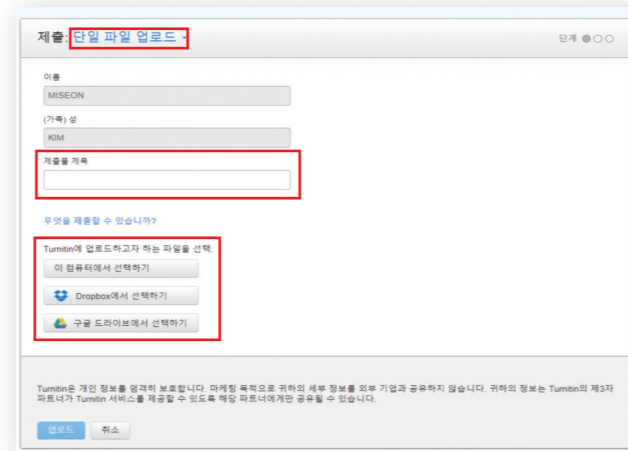 제출: 단일 파일 업로드
단계
이름
MISEON
(가족) 성
KIM
제출물 제목
무엇을 제출할 수 있습니까?
Turnitin에 업로드하고자 하는 파일을 선택:
이 컴퓨터에서 선택하기
Dropbox에서 선택하기
구글 드라이브에서 선택하기
Turnitin은 개인 정보를 엄격히 보호합니다. 마케팅 목적으로 귀하의 세부 정보를 외부 기업과 공유하지 않습니다. 귀하의 정보는 Turnitin의 제3자
파트너가 Turnitin 서비스를 제공할 수 있도록 해당 파트너에게만 공유될 수 있습니다.
업로드 취소